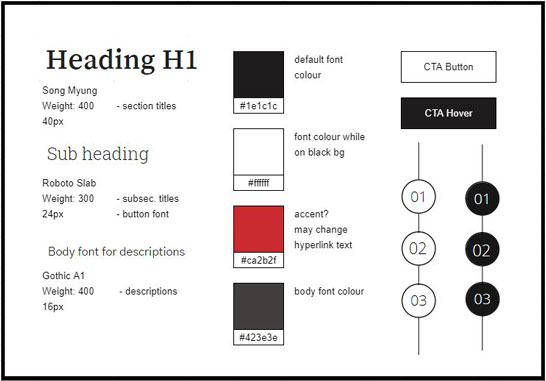 Heading H1
Song Myung
Weight: 400 - section titles
40px
Sub heading
Roboto Slab
Weight: 300 - subsec. titles
24px - button font
Body font for descriptions
Gothic A1
Weight: 400 - descriptions
16px
#1e1c1c
default font
colour
#ffffff
font colour while
on black bg
#ca2b2f
accent?
may change
hyperlink text
#423e3e
body font colour
CTA Button
CTA Hover
01
02
03
01
02
03